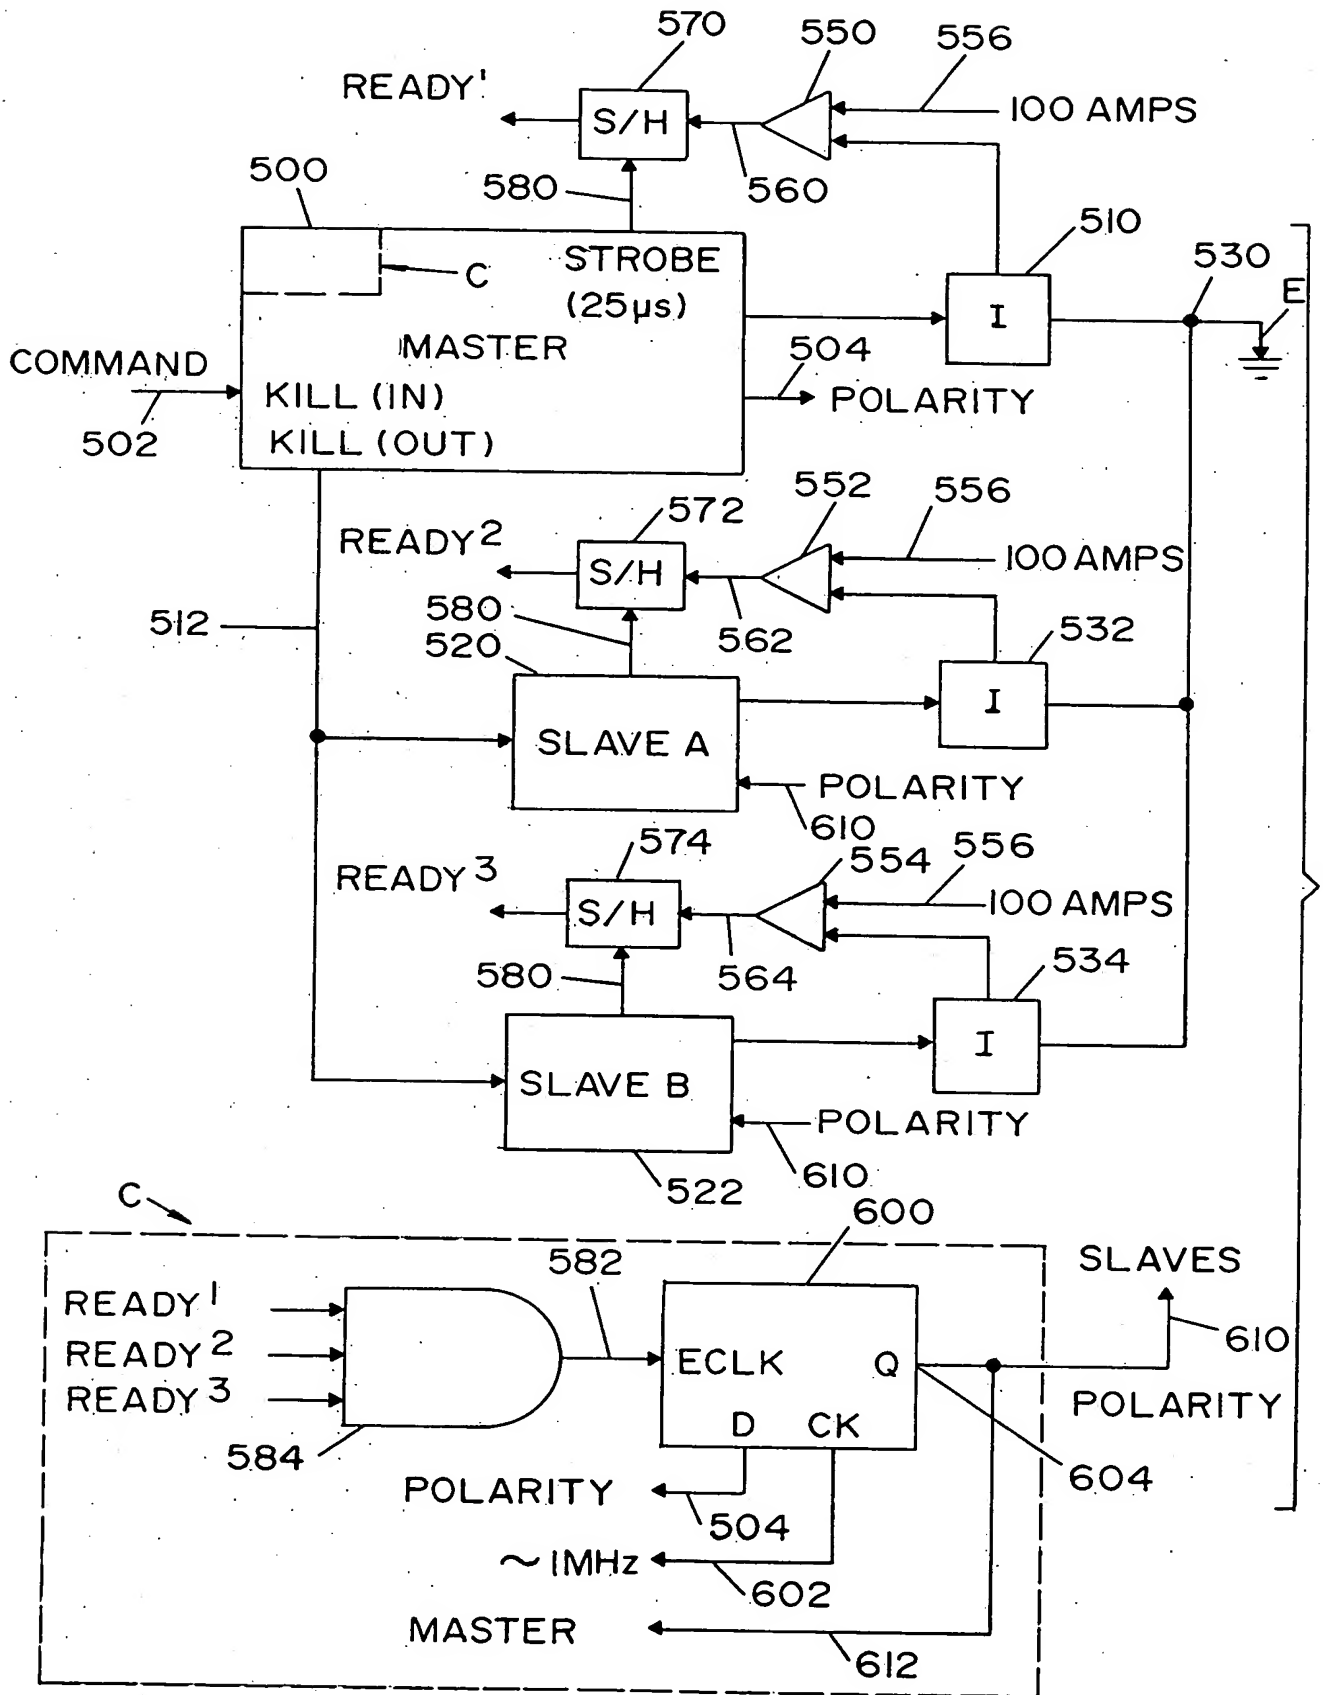 570
550
556
READY1
S/H
100 AMPS
500
580
560
510
530
C
STROBE
(25µs)
I
E
MASTER
504
COMMAND
KILL (IN)
POLARITY
502
KILL (OUT)
552
556
572
READY2
S/H
100 AMPS
512
580
562
532
520
I
SLAVE A
POLARITY
610
574
554
556
READY3
S/H
100 AMPS
580
564
534
I
SLAVE B
POLARITY
610
522
C
600
582
SLAVES
READY1
610
READY2
ECLK
Q
READY3
POLARITY
D
CK
584
604
POLARITY
504
~1MHz
602
MASTER
612